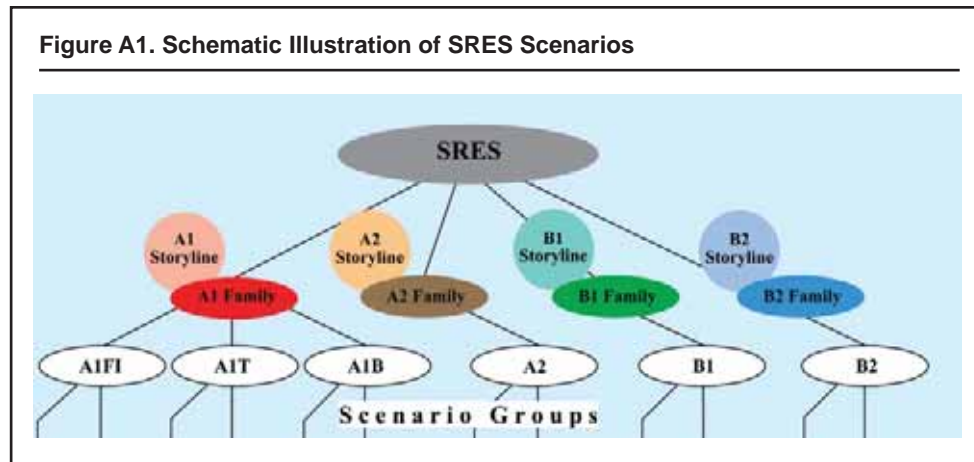 Figure A1. Schematic Illustration of SRES Scenarios
SRES
A1
Storyline
A2
Storyline
B1
Storyline
B2
Storyline
A1 Family
A2 Family
B1 Family
B2 Family
A1FI
A1T
A1B
A2
B1
B2
Scenario Groups